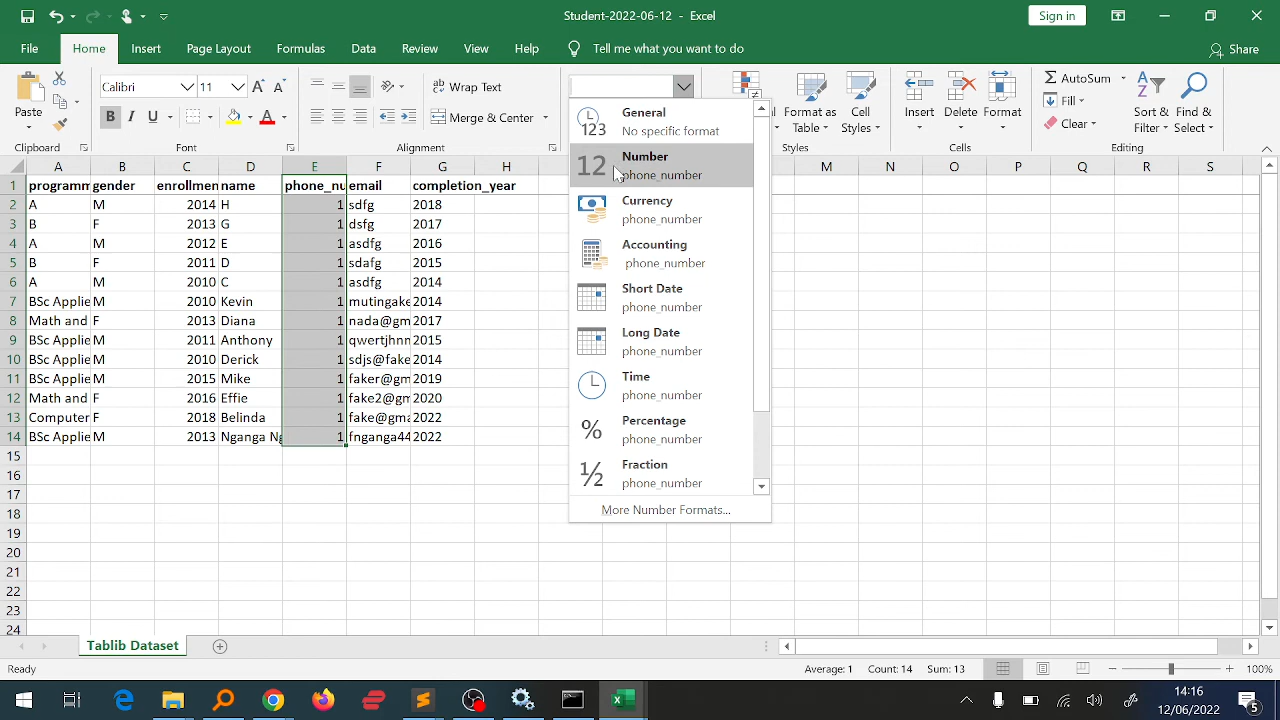 Student-2022-06-12 - Excel
Sign in
File Home Insert Page Layout Formulas Data Review View Help Tell me what you want to do Share
Paste
Calibri 11
B I U
Wrap Text
Merge & Center
Format as Table
Cell Styles
Insert Delete Format
AutoSum
Fill
Clear
Sort & Filter
Find & Select
Clipboard Font Alignment Styles Cells Editing
General
No specific format
123
12
Number
phone_number
Currency
phone_number
Accounting
phone_number
Short Date
phone_number
Long Date
phone_number
Time
phone_number
%
Percentage
phone_number
½
Fraction
phone_number
More Number Formats...
A B C D E F G H M N O P Q R S
1 programm gender enrollmen name phone_nu email completion_year
2 A M 2014 H 1 sdfg 2018
3 B F 2013 G 1 dsfg 2017
4 A M 2012 E 1 asdfg 2016
5 B F 2011 D 1 sdafg 2015
6 A M 2010 C 1 asdfg 2014
7 BSc Applie M 2010 Kevin 1 mutingake 2014
8 Math and F 2013 Diana 1 nada@gm 2017
9 BSc Applie M 2011 Anthony 1 qwertjhnm 2015
10 BSc Applie M 2010 Derick 1 sdjs@fake 2014
11 BSc Applie M 2015 Mike 1 faker@gm 2019
12 Math and F 2016 Effie 1 fake2@gm 2020
13 Computer F 2018 Belinda 1 fake@gma 2022
14 BSc Applie M 2013 Nganga Ng 1 fnganga44 2022
15
16
17
18
19
20
21
22
23
24
Tablib Dataset
Ready Average: 1 Count: 14 Sum: 13 100%
14:16
12/06/2022
5